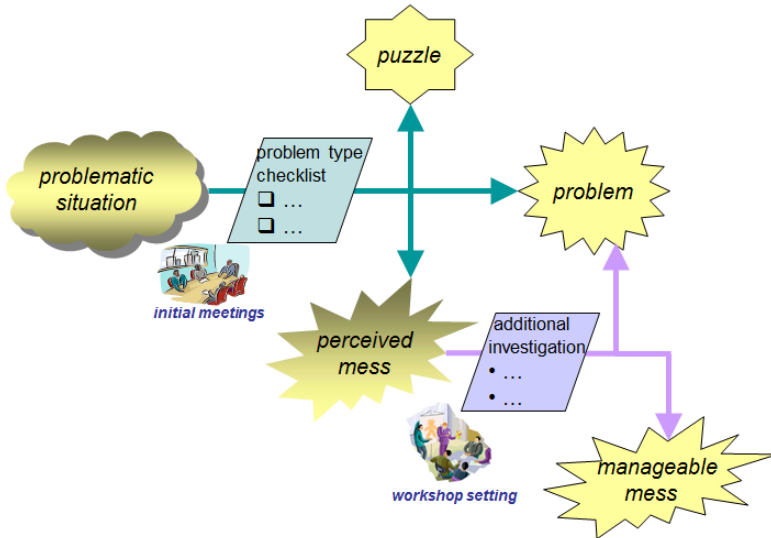 puzzle
problematic
situation
problem type
checklist
❑ …
❑ …
problem
initial meetings
perceived
mess
additional
investigation
• …
• …
workshop setting
manageable
mess